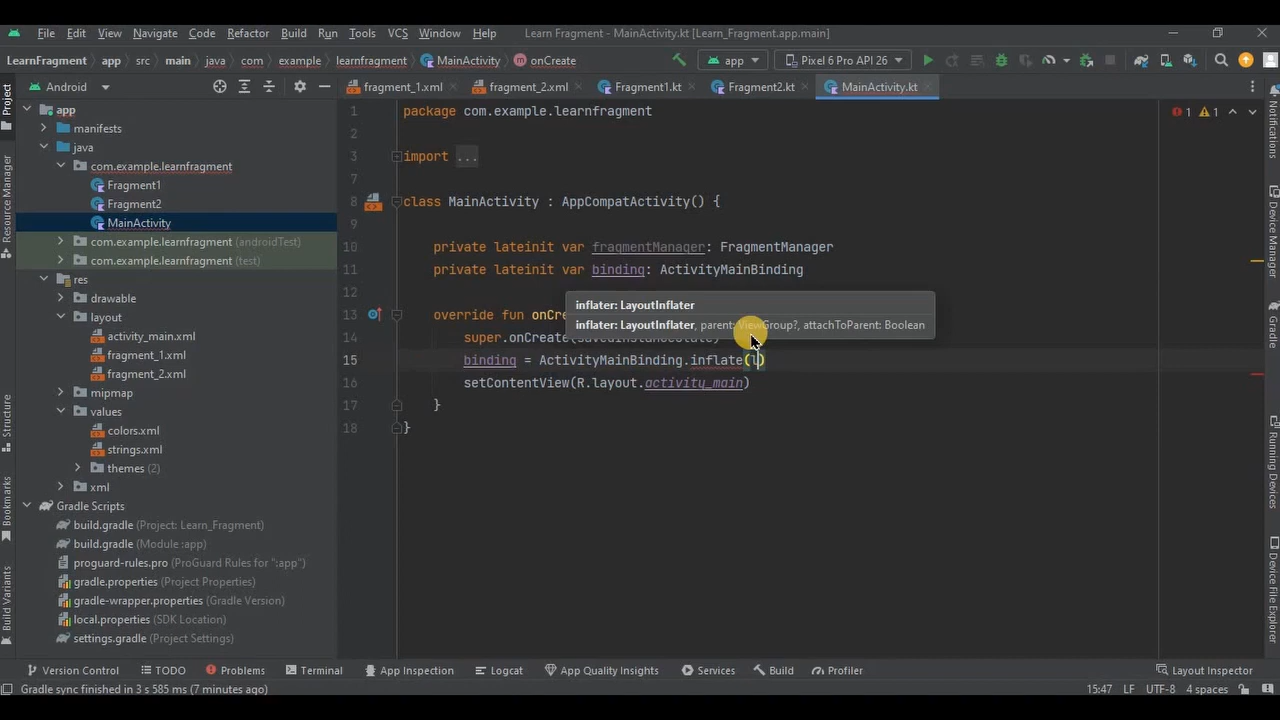 File Edit View Navigate Code Refactor Build Run Tools VCS Window Help Learn Fragment - MainActivity.kt [Learn_Fragment.app.main]
LearnFragment app src main java com example learnfragment MainActivity onCreate app Pixel 6 Pro API 26
Android fragment_1.xml fragment_2.xml Fragment1.kt Fragment2.kt MainActivity.kt
Project
Resource Manager
Structure
Bookmarks
Build Variants
app
manifests
java
com.example.learnfragment
Fragment1
Fragment2
MainActivity
com.example.learnfragment (androidTest)
com.example.learnfragment (test)
res
drawable
layout
activity_main.xml
fragment_1.xml
fragment_2.xml
mipmap
values
colors.xml
strings.xml
themes (2)
xml
Gradle Scripts
build.gradle (Project: Learn_Fragment)
build.gradle (Module :app)
proguard-rules.pro (ProGuard Rules for ":app")
gradle.properties (Project Properties)
gradle-wrapper.properties (Gradle Version)
local.properties (SDK Location)
settings.gradle (Project Settings)
1 package com.example.learnfragment
2
3 import ...
7
8 class MainActivity : AppCompatActivity() {
9
10 private lateinit var fragmentManager: FragmentManager
11 private lateinit var binding: ActivityMainBinding
12
inflater: LayoutInflater
13 override fun onCre
inflater: LayoutInflater, parent: ViewGroup?, attachToParent: Boolean
14 super.onCreate(savedInstanceState)
15 binding = ActivityMainBinding.inflate(l)
16 setContentView(R.layout.activity_main)
17 }
18 }
1 1
Notifications
Device Manager
Gradle
Running Devices
Device File Explorer
Version Control TODO Problems Terminal App Inspection Logcat App Quality Insights Services Build Profiler Layout Inspector
Gradle sync finished in 3 s 585 ms (7 minutes ago) 15:47 LF UTF-8 4 spaces